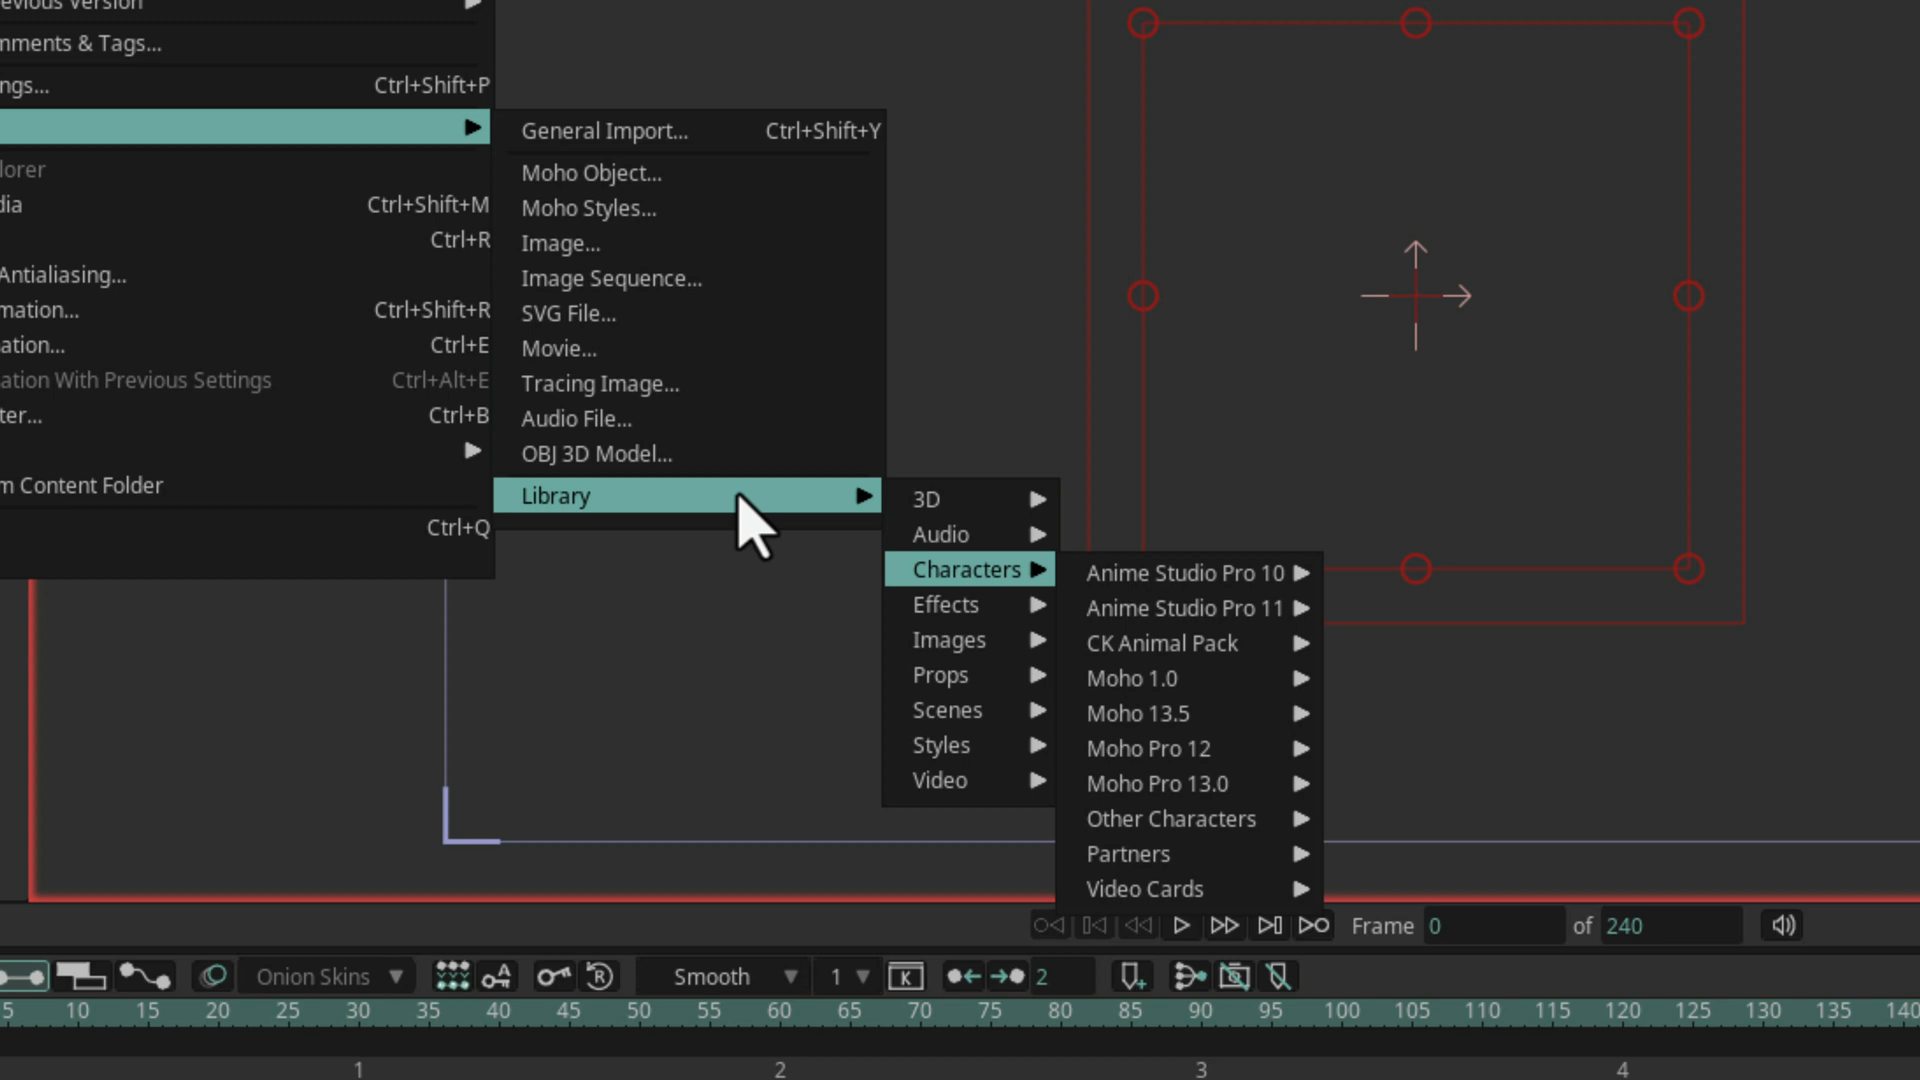 evious Version
mments & Tags...
ngs... Ctrl+Shift+P
lorer
dia Ctrl+Shift+M
Ctrl+R
Antialiasing...
mation... Ctrl+Shift+R
ation... Ctrl+E
ation With Previous Settings Ctrl+Alt+E
ter... Ctrl+B
m Content Folder
Ctrl+Q
General Import... Ctrl+Shift+Y
Moho Object...
Moho Styles...
Image...
Image Sequence...
SVG File...
Movie...
Tracing Image...
Audio File...
OBJ 3D Model...
Library
3D
Audio
Characters
Effects
Images
Props
Scenes
Styles
Video
Anime Studio Pro 10
Anime Studio Pro 11
CK Animal Pack
Moho 1.0
Moho 13.5
Moho Pro 12
Moho Pro 13.0
Other Characters
Partners
Video Cards
Frame 0 of 240
Onion Skins Smooth 1 K 2
5 10 15 20 25 30 35 40 45 50 55 60 65 70 75 80 85 90 95 100 105 110 115 120 125 130 135 140
1 2 3 4